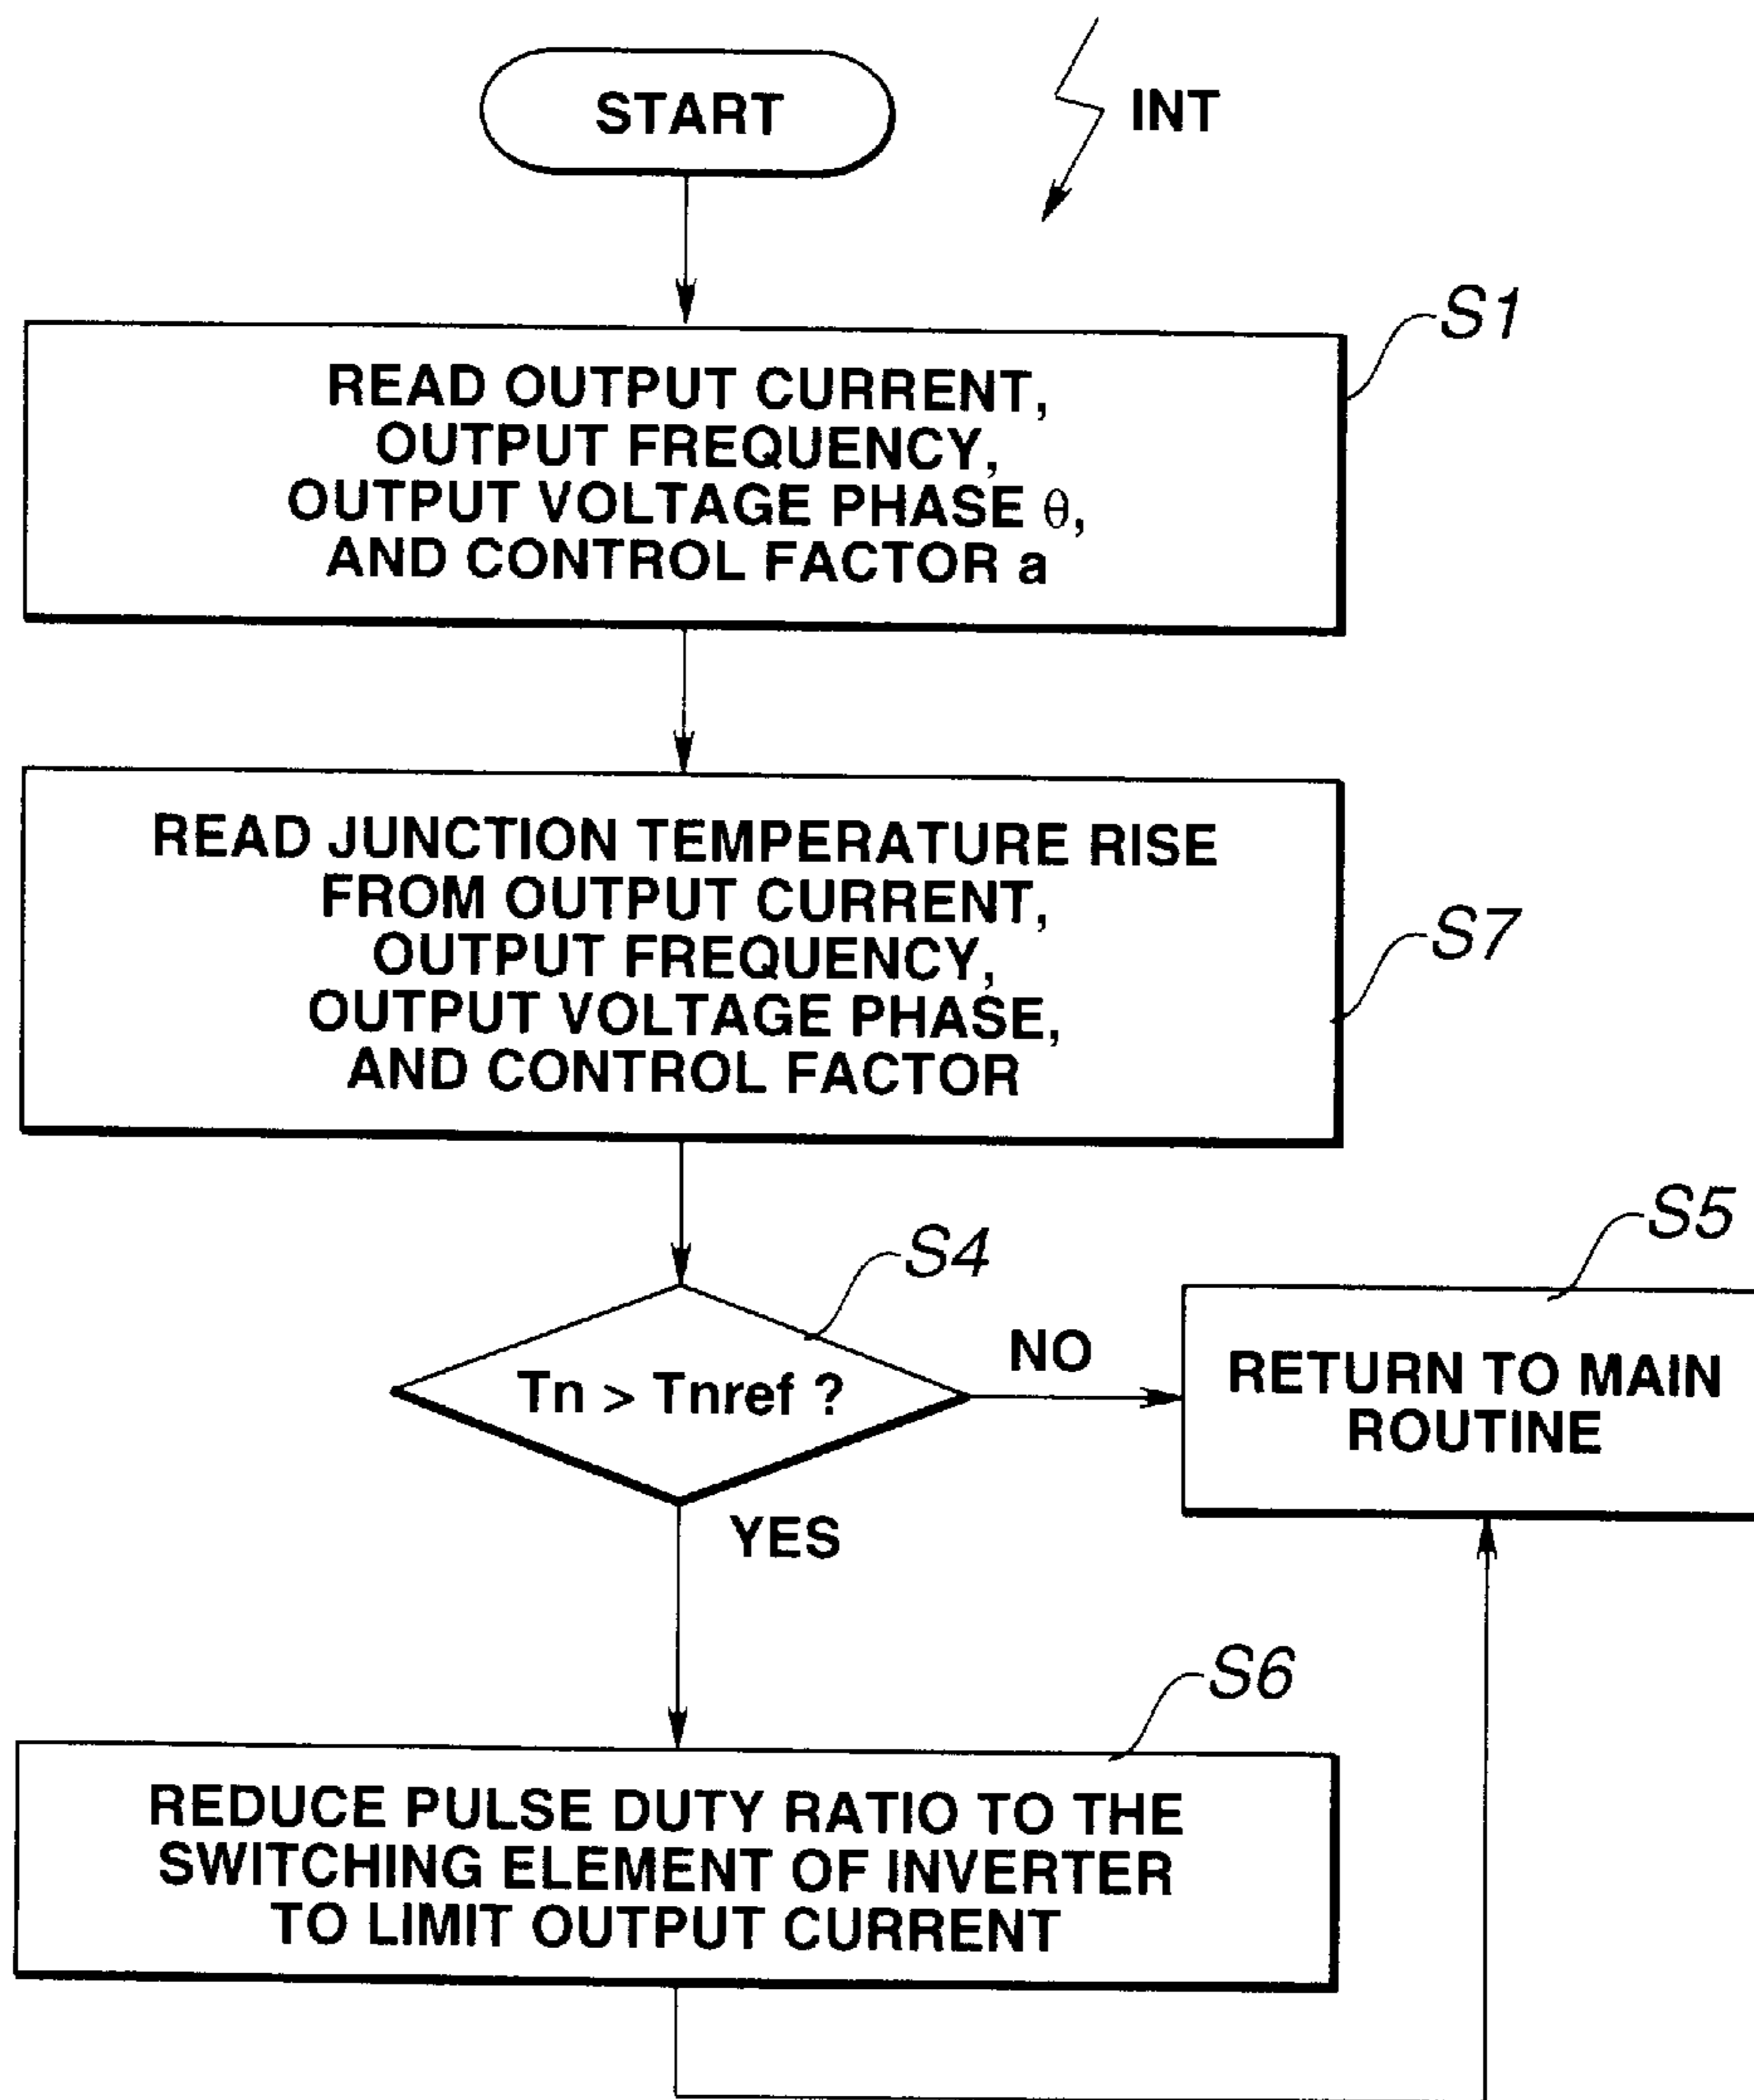 START
INT
S1
READ OUTPUT CURRENT,
OUTPUT FREQUENCY,
OUTPUT VOLTAGE PHASE θ,
AND CONTROL FACTOR a
READ JUNCTION TEMPERATURE RISE
FROM OUTPUT CURRENT,
OUTPUT FREQUENCY,
OUTPUT VOLTAGE PHASE,
AND CONTROL FACTOR
S7
S4
S5
Tn > Tnref ?
NO
RETURN TO MAIN
ROUTINE
YES
S6
REDUCE PULSE DUTY RATIO TO THE
SWITCHING ELEMENT OF INVERTER
TO LIMIT OUTPUT CURRENT